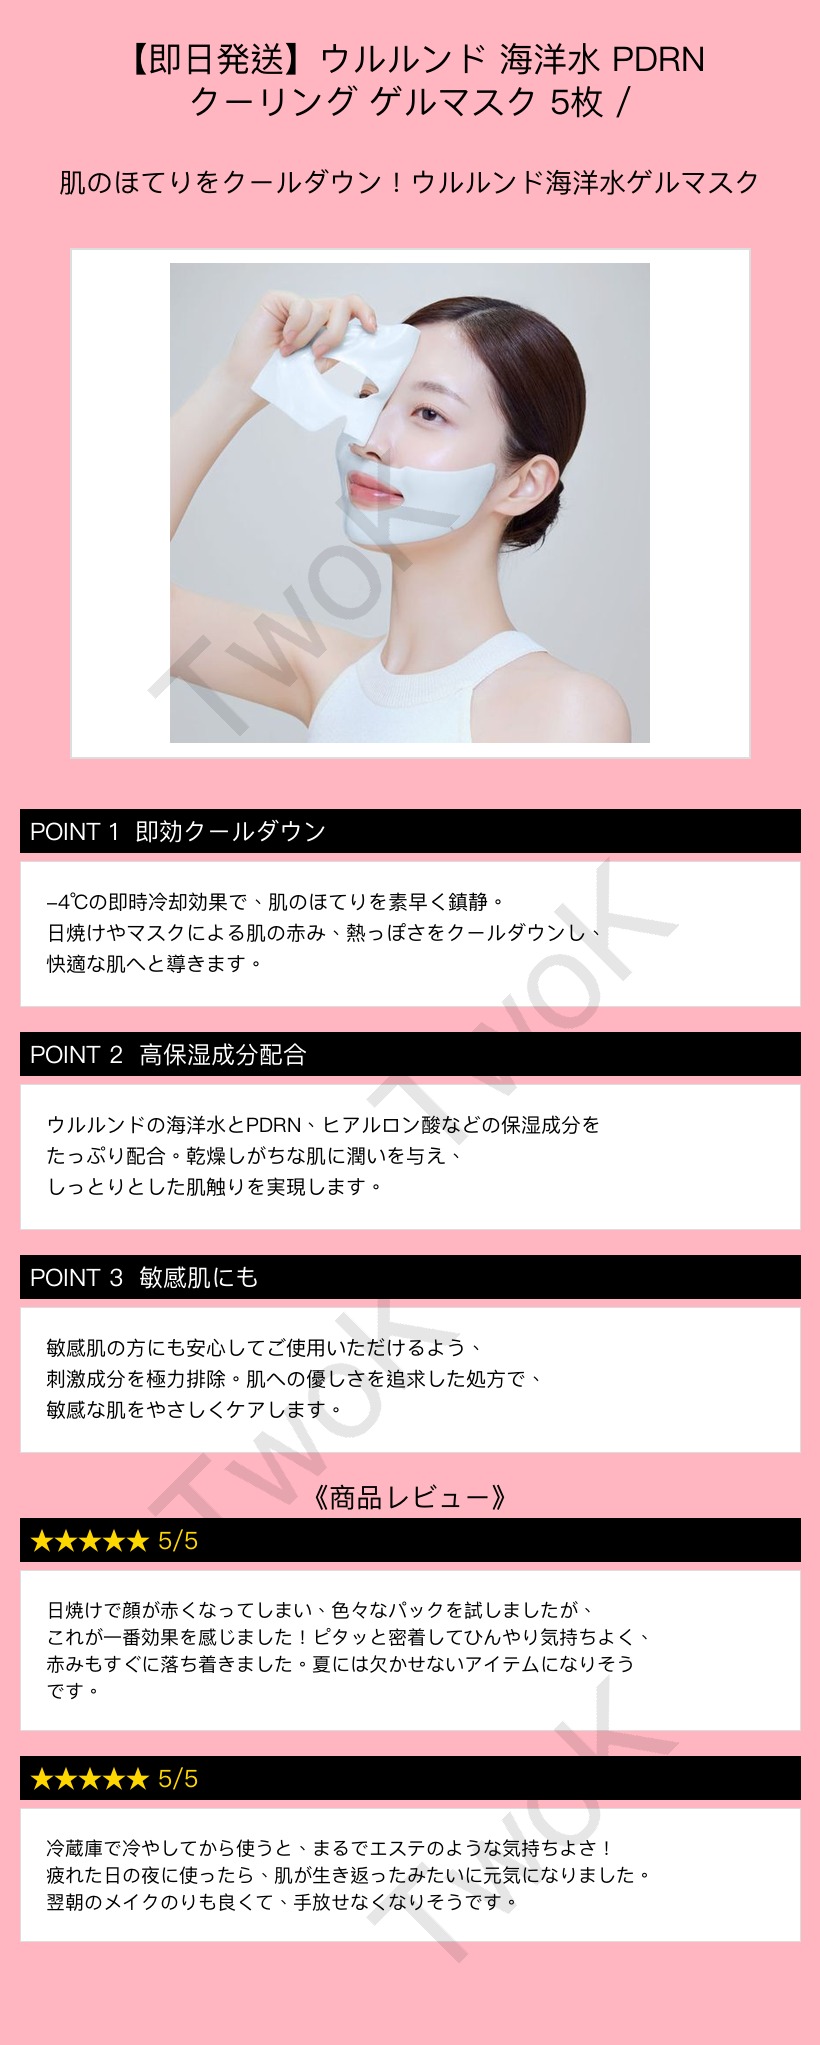 【即日発送】ウルルンド 海洋水 PDRN
クーリング ゲルマスク 5枚 /
肌のほてりをクールダウン！ウルルンド海洋水ゲルマスク
TwoK
POINT 1 即効クールダウン
−4℃の即時冷却効果で、肌のほてりを素早く鎮静。
日焼けやマスクによる肌の赤み、熱っぽさをクールダウンし、
快適な肌へと導きます。
TwoK
POINT 2 高保湿成分配合
ウルルンドの海洋水とPDRN、ヒアルロン酸などの保湿成分を
たっぷり配合。乾燥しがちな肌に潤いを与え、
しっとりとした肌触りを実現します。
POINT 3 敏感肌にも
敏感肌の方にも安心してご使用いただけるよう、
刺激成分を極力排除。肌への優しさを追求した処方で、
敏感な肌をやさしくケアします。
TwoK
《商品レビュー》
★★★★★ 5/5
日焼けで顔が赤くなってしまい、色々なパックを試しましたが、
これが一番効果を感じました！ピタッと密着してひんやり気持ちよく、
赤みもすぐに落ち着きました。夏には欠かせないアイテムになりそう
です。
★★★★★ 5/5
冷蔵庫で冷やしてから使うと、まるでエステのような気持ちよさ！
疲れた日の夜に使ったら、肌が生き返ったみたいに元気になりました。
翌朝のメイクのりも良くて、手放せなくなりそうです。
TwoK